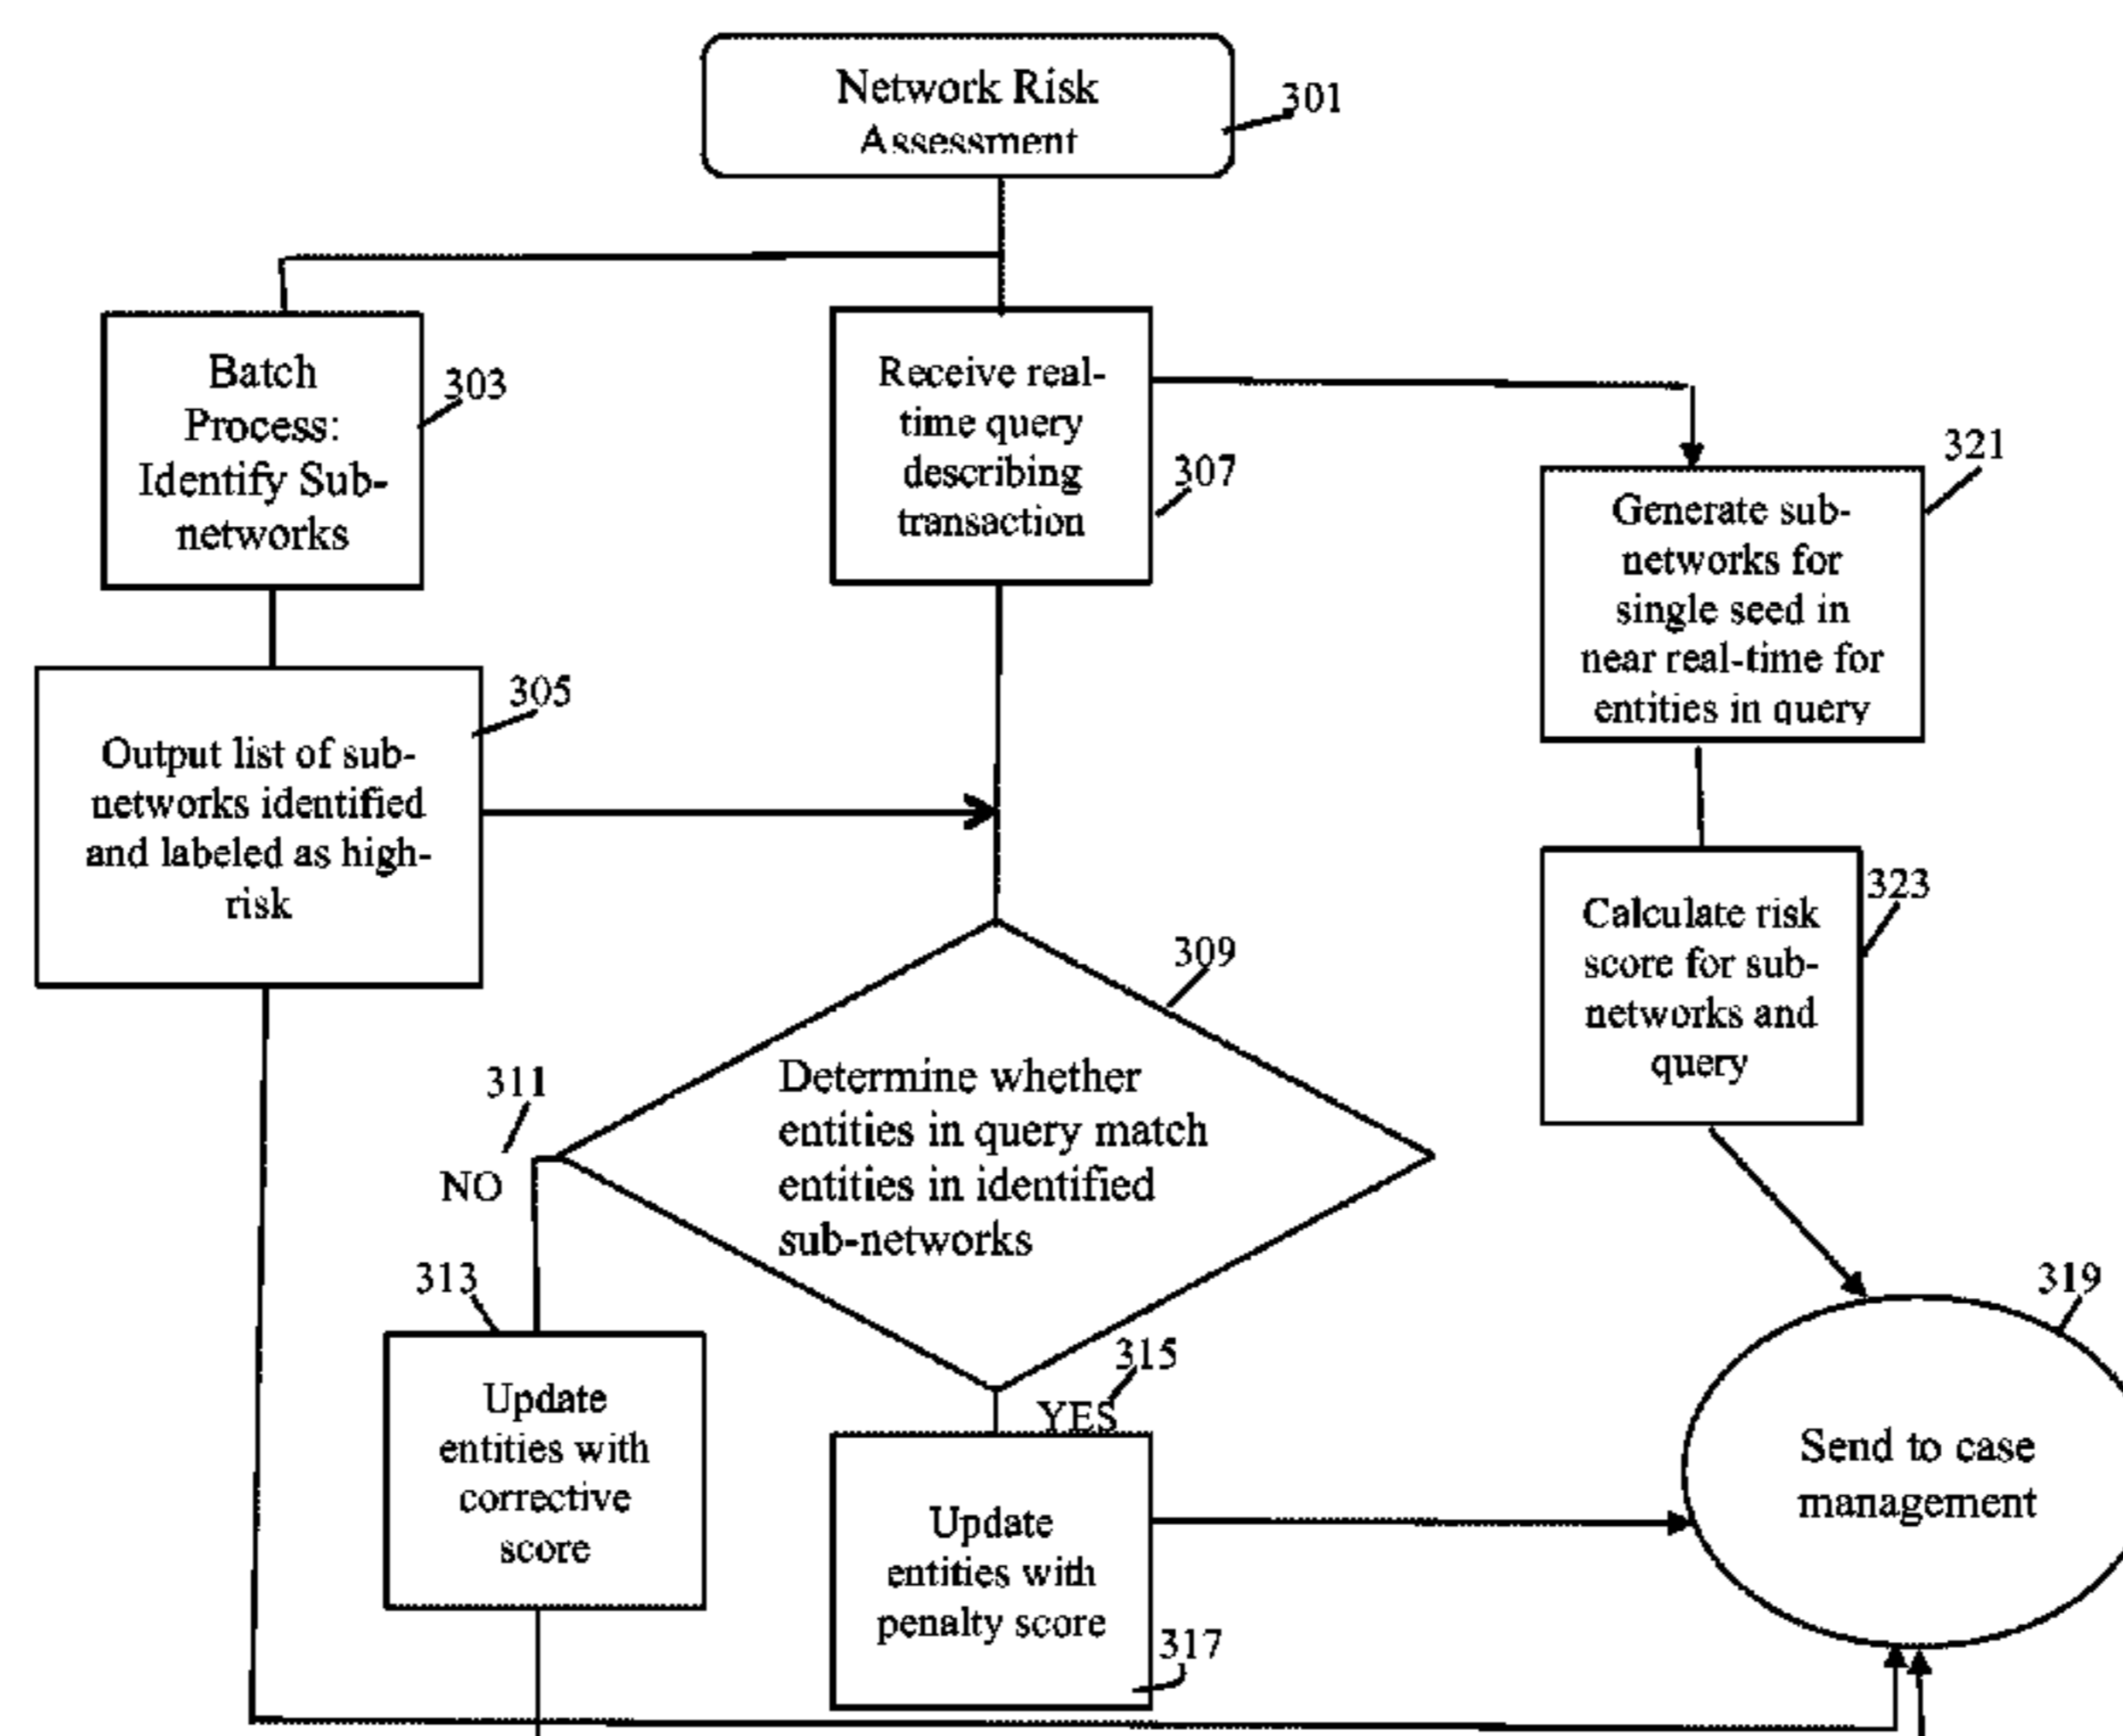 Network Risk
Assessment
301
Batch
Process:
Identify Sub-
networks
303
Receive real-
time query
describing
transaction
307
Generate sub-
networks for
single seed in
near real-time for
entities in query
321
Output list of sub-
networks identified
and labeled as high-
risk
305
Calculate risk
score for sub-
networks and
query
323
Determine whether
entities in query match
entities in identified
sub-networks
309
311
NO
313
Update
entities with
corrective
score
315
YES
Update
entities with
penalty score
317
319
Send to case
management